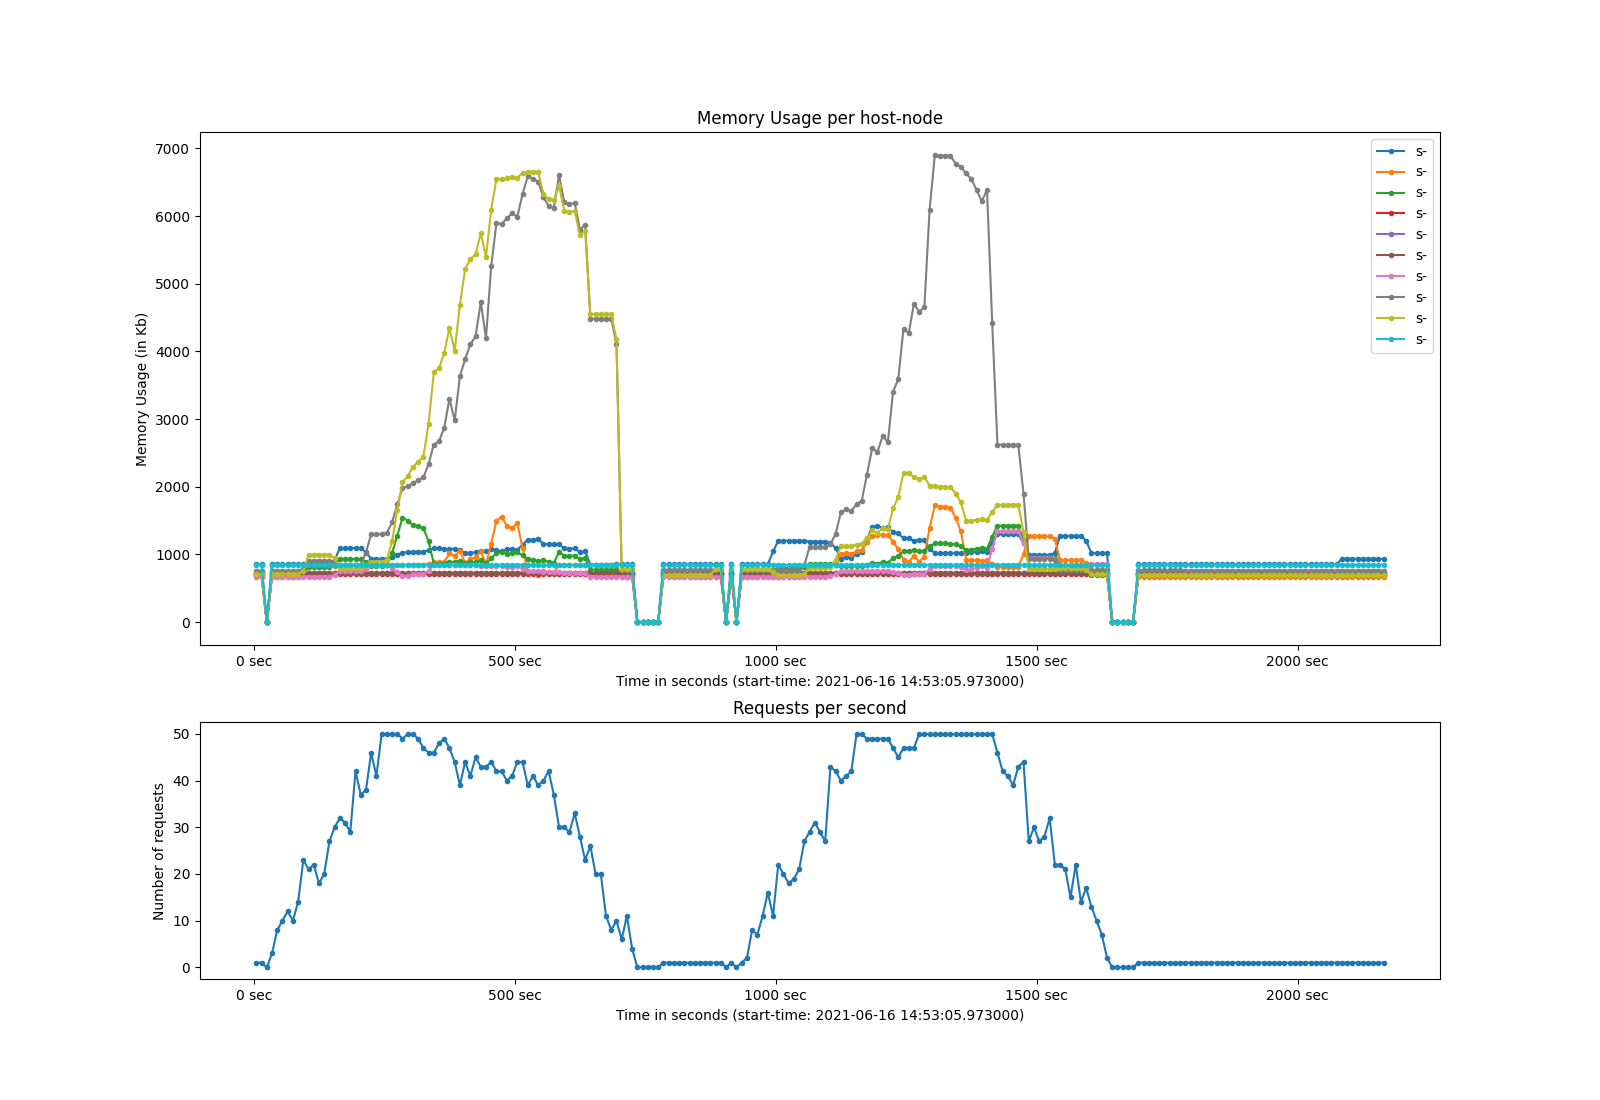 Memory Usage per host-node
7000
6000
5000
4000
3000
2000
1000
0
Memory Usage (in Kb)
s-
s-
s-
s-
s-
s-
s-
s-
s-
s-
0 sec 500 sec 1000 sec 1500 sec 2000 sec
Time in seconds (start-time: 2021-06-16 14:53:05.973000)
Requests per second
50
40
30
20
10
0
Number of requests
0 sec 500 sec 1000 sec 1500 sec 2000 sec
Time in seconds (start-time: 2021-06-16 14:53:05.973000)